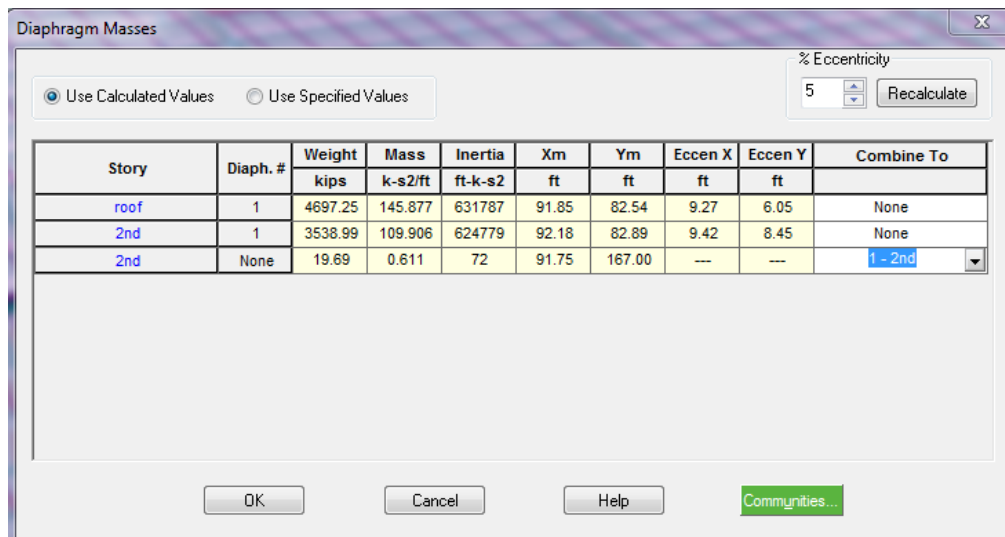 Diaphragm Masses
X
% Eccentricity
Use Calculated Values Use Specified Values 5 Recalculate
Story Diaph. # Weight Mass Inertia Xm Ym Eccen X Eccen Y Combine To
kips k-s2/ft ft-k-s2 ft ft ft ft
roof 1 4697.25 145.877 631787 91.85 82.54 9.27 6.05 None
2nd 1 3538.99 109.906 624779 92.18 82.89 9.42 8.45 None
2nd None 19.69 0.611 72 91.75 167.00 --- --- 1 - 2nd
OK Cancel Help Communities...